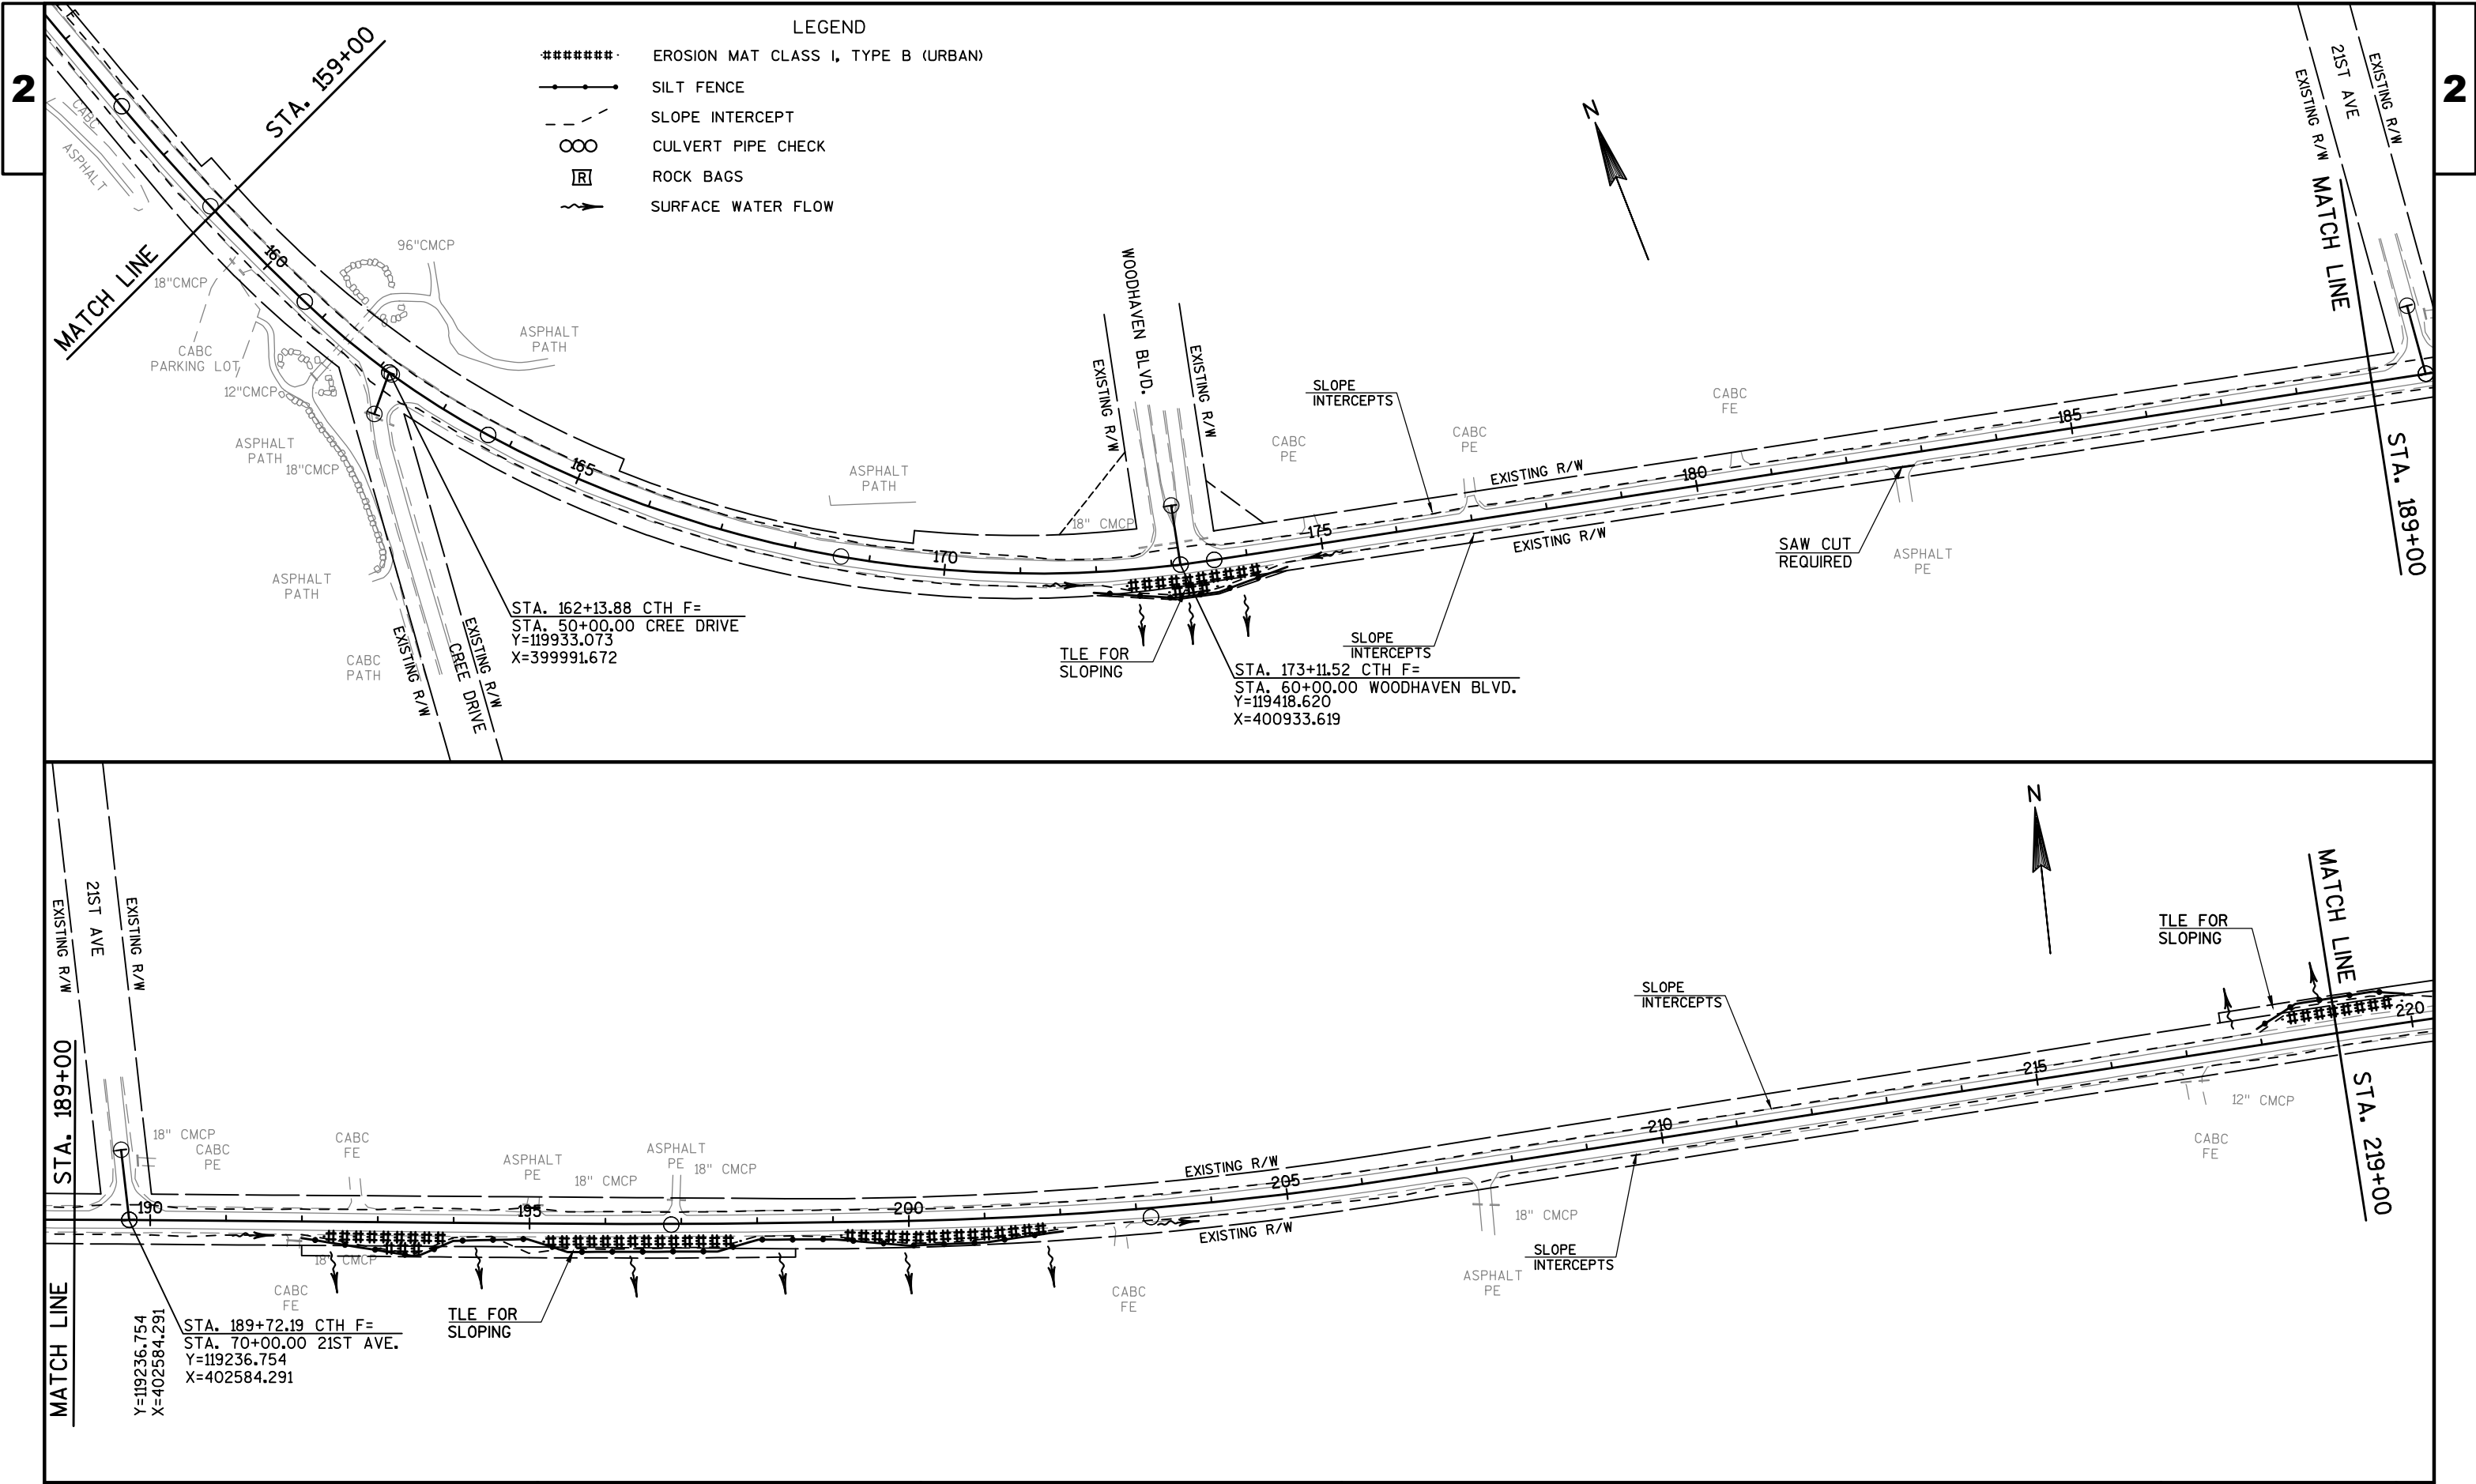 2
2
LEGEND
EROSION MAT CLASS I, TYPE B (URBAN)
SILT FENCE
SLOPE INTERCEPT
CULVERT PIPE CHECK
R
ROCK BAGS
SURFACE WATER FLOW
E
CABC
ASPHALT
MATCH LINE
STA. 159+00
160
18"CMCP
96"CMCP
CABC
PARKING LOT
12"CMCP
ASPHALT
PATH
ASPHALT
PATH
18"CMCP
ASPHALT
PATH
CABC
PATH
EXISTING R/W
CREE DRIVE
EXISTING R/W
STA. 162+13.88 CTH F=
STA. 50+00.00 CREE DRIVE
Y=119933.073
X=399991.672
165
ASPHALT
PATH
170
18" CMCP
EXISTING R/W
WOODHAVEN BLVD.
EXISTING R/W
TLE FOR
SLOPING
STA. 173+11.52 CTH F=
STA. 60+00.00 WOODHAVEN BLVD.
Y=119418.620
X=400933.619
N
CABC
PE
175
SLOPE
INTERCEPTS
SLOPE
INTERCEPTS
CABC
PE
EXISTING R/W
EXISTING R/W
180
CABC
FE
SAW CUT
REQUIRED
ASPHALT
PE
185
EXISTING R/W
21ST AVE
EXISTING R/W
MATCH LINE
STA. 189+00
EXISTING R/W
21ST AVE
EXISTING R/W
MATCH LINE
STA. 189+00
190
18" CMCP
CABC
PE
18" CMCP
CABC
FE
CABC
FE
Y=119236.754
X=402584.291
STA. 189+72.19 CTH F=
STA. 70+00.00 21ST AVE.
Y=119236.754
X=402584.291
195
ASPHALT
PE
18" CMCP
ASPHALT
PE
18" CMCP
TLE FOR
SLOPING
200
CABC
FE
EXISTING R/W
205
EXISTING R/W
ASPHALT
PE
18" CMCP
SLOPE
INTERCEPTS
SLOPE
INTERCEPTS
210
N
215
TLE FOR
SLOPING
12" CMCP
CABC
FE
220
MATCH LINE
STA. 219+00